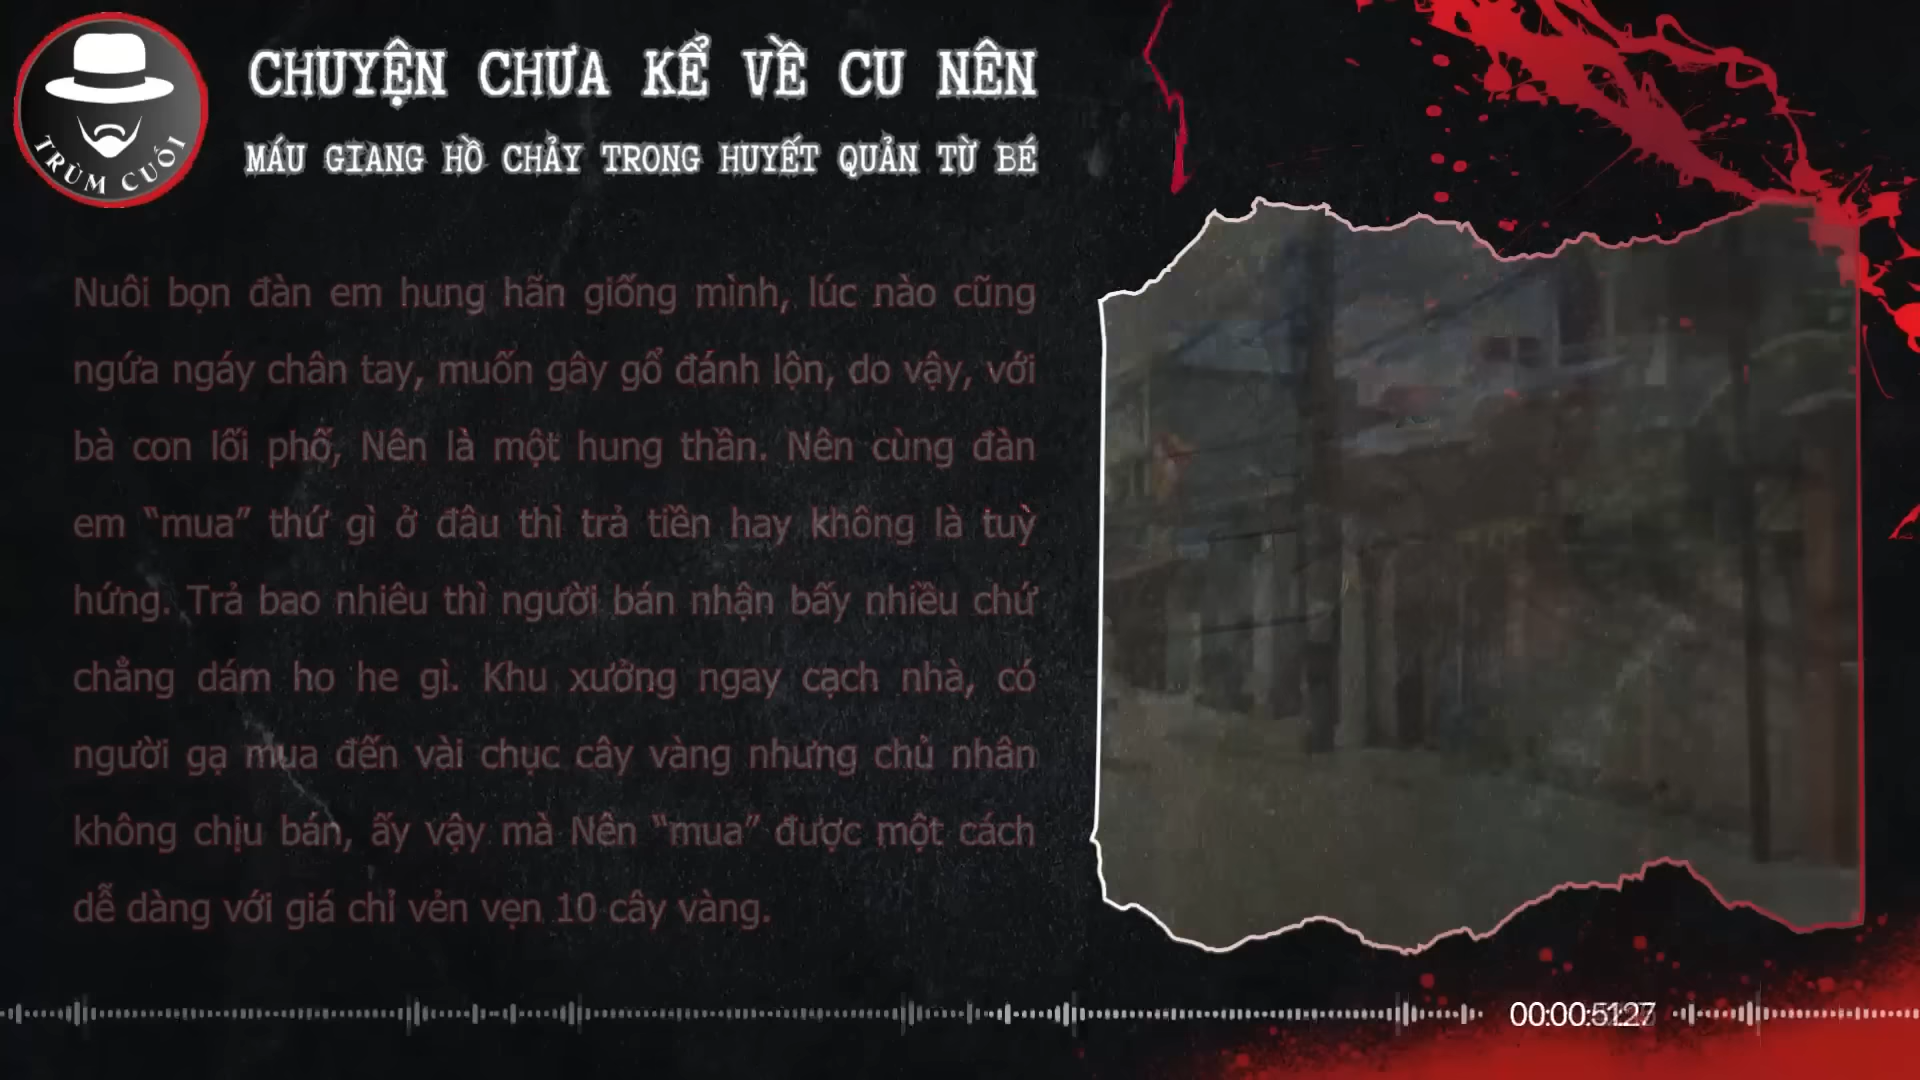 CHUYỆN CHƯA KỂ VỀ CU NÊN
MÁU GIANG HỒ CHẢY TRONG HUYẾT QUẢN TỪ BÉ
TRÙM CUỐI
Nuôi bọn đàn em hung hãn giống mình, lúc nào cũng
ngứa ngáy chân tay, muốn gây gổ đánh lộn, do vậy, với
bà con lối phố, Nên là một hung thần. Nên cùng đàn
em “mua” thứ gì ở đâu thì trả tiền hay không là tuỳ
hứng. Trả bao nhiêu thì người bán nhận bấy nhiều chứ
chẳng dám ho he gì. Khu xưởng ngay cạch nhà, có
người gạ mua đến vài chục cây vàng nhưng chủ nhân
không chịu bán, ấy vậy mà Nên “mua” được một cách
dễ dàng với giá chỉ vẻn vẹn 10 cây vàng.
00:00:51:27